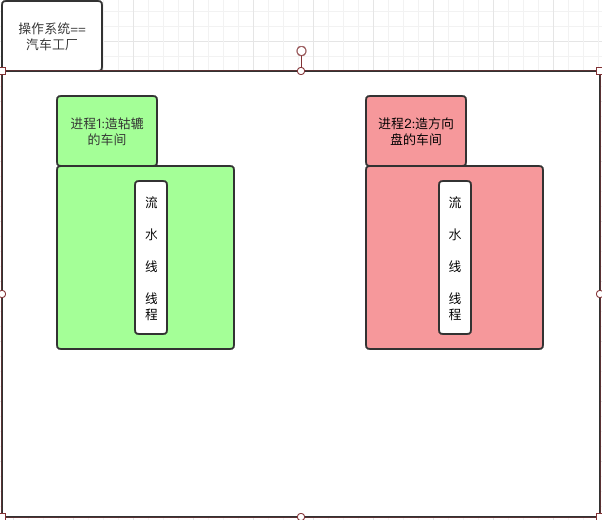 操作系统==
汽车工厂
进程1:造轱辘
的车间
进程2:造方向
盘的车间
流
水
线
线
程
流
水
线
线
程